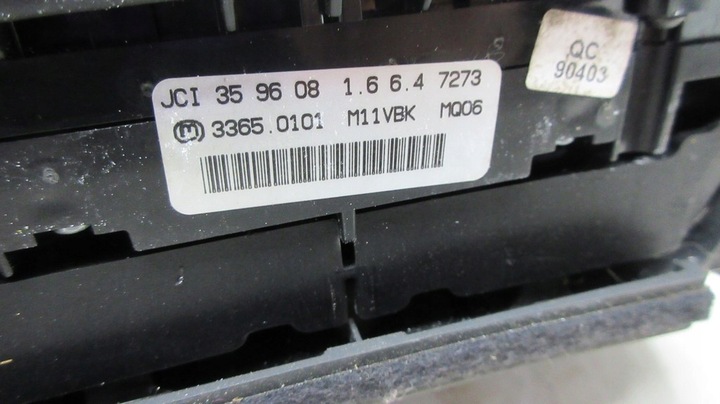 JCI 35 96 08 1.6 6.4 7273
m 3365.0101 M11VBK MQ06
QC
90403